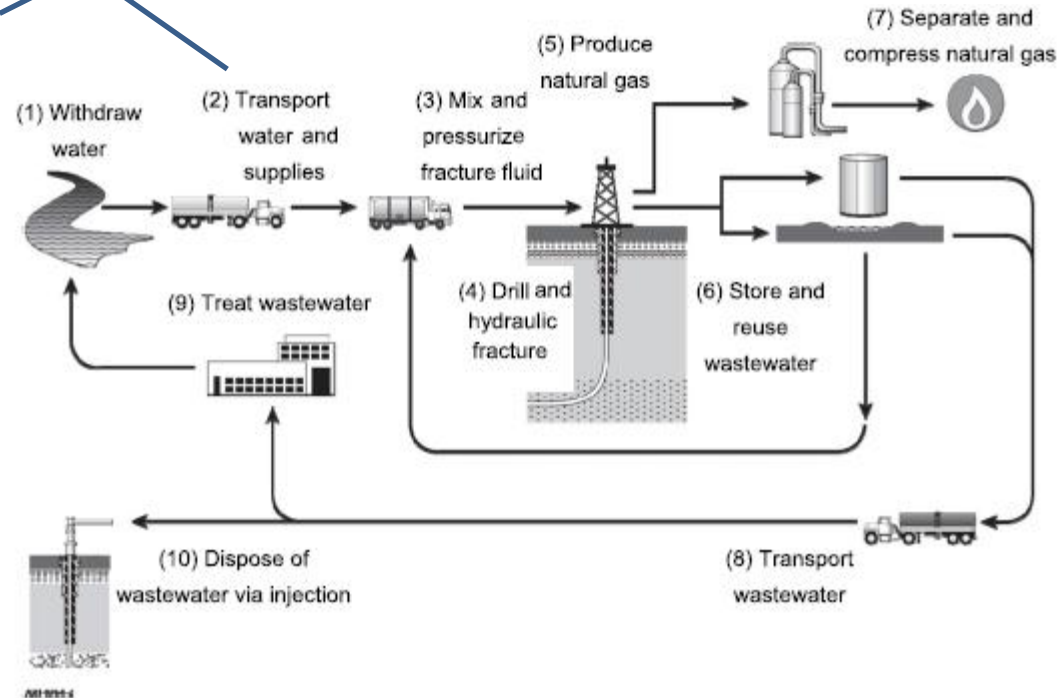 (1) Withdraw
water
(2) Transport
water and
supplies
(3) Mix and
pressurize
fracture fluid
(4) Drill and
hydraulic
fracture
(5) Produce
natural gas
(6) Store and
reuse
wastewater
(7) Separate and
compress natural gas
(8) Transport
wastewater
(9) Treat wastewater
(10) Dispose of
wastewater via injection